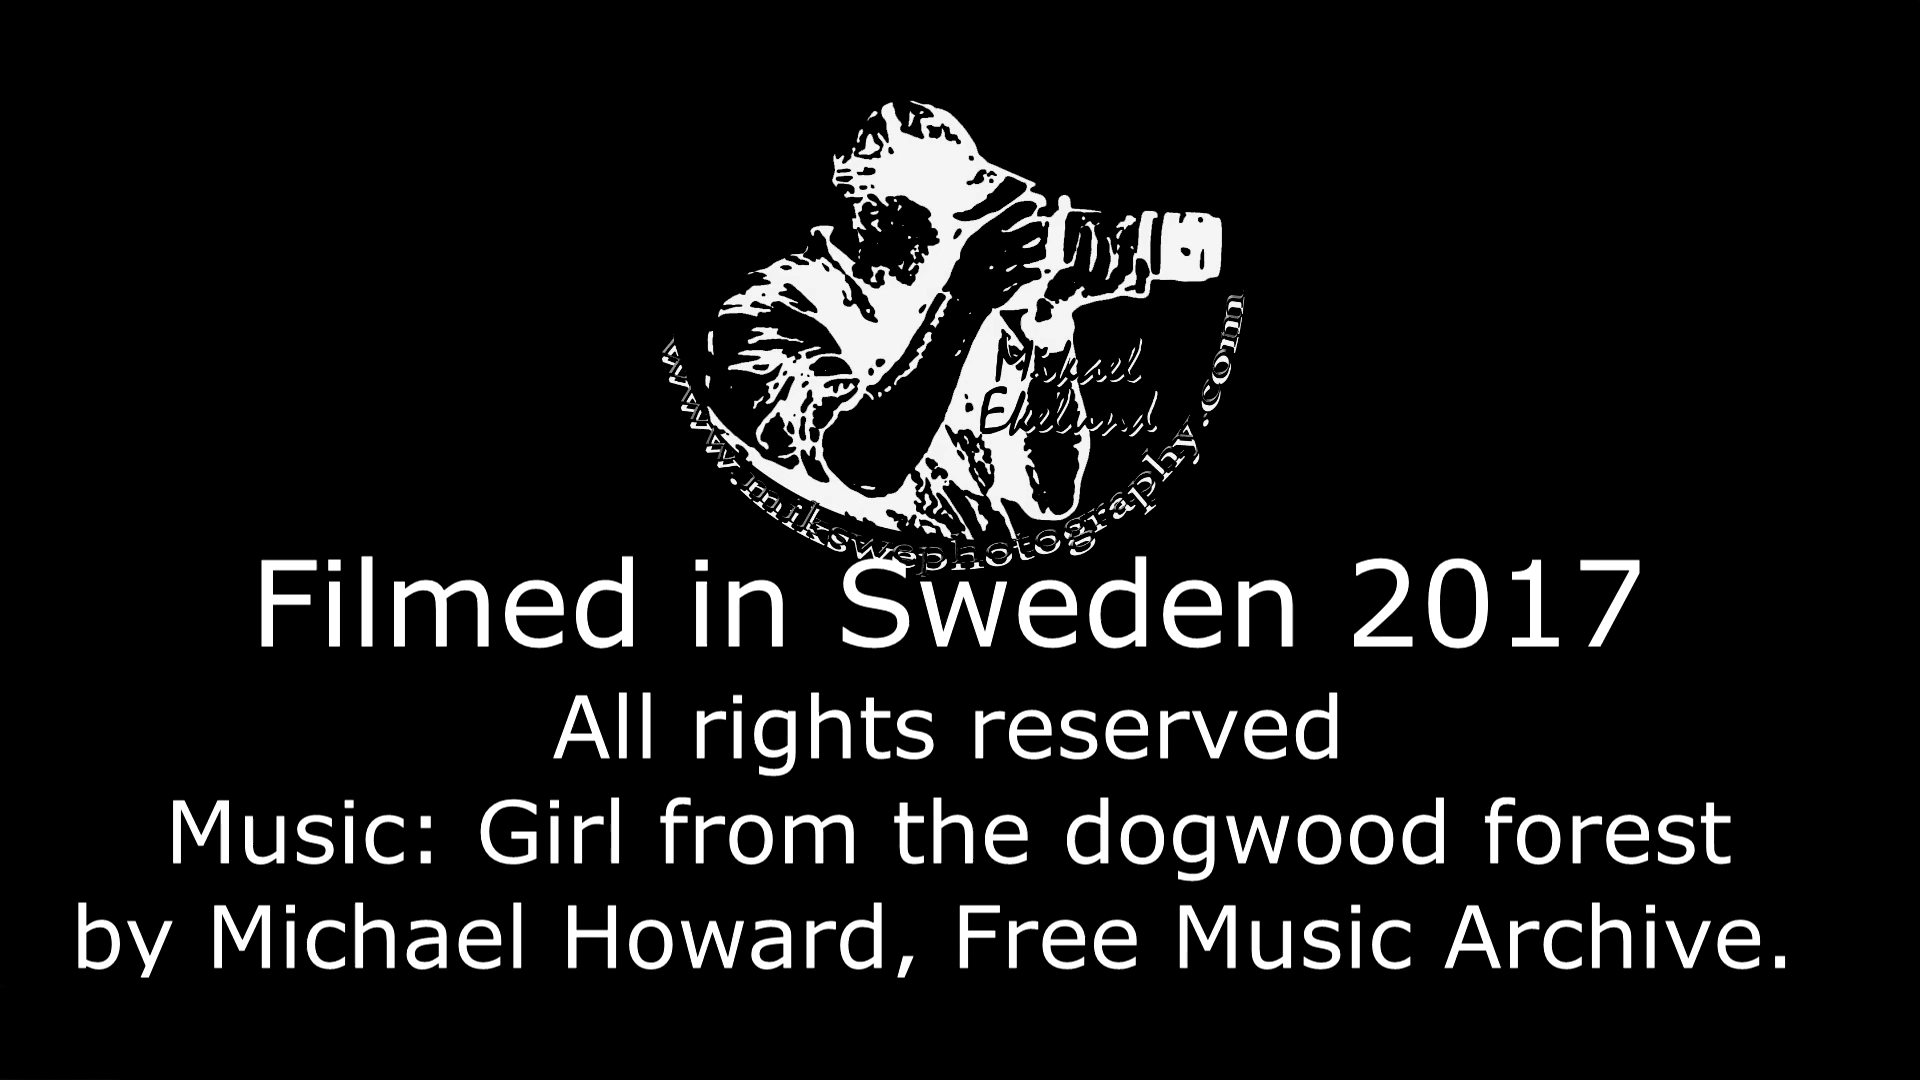 Mikael
Ekelund
www.mikswephotography.com
Filmed in Sweden 2017
All rights reserved
Music: Girl from the dogwood forest
by Michael Howard, Free Music Archive.